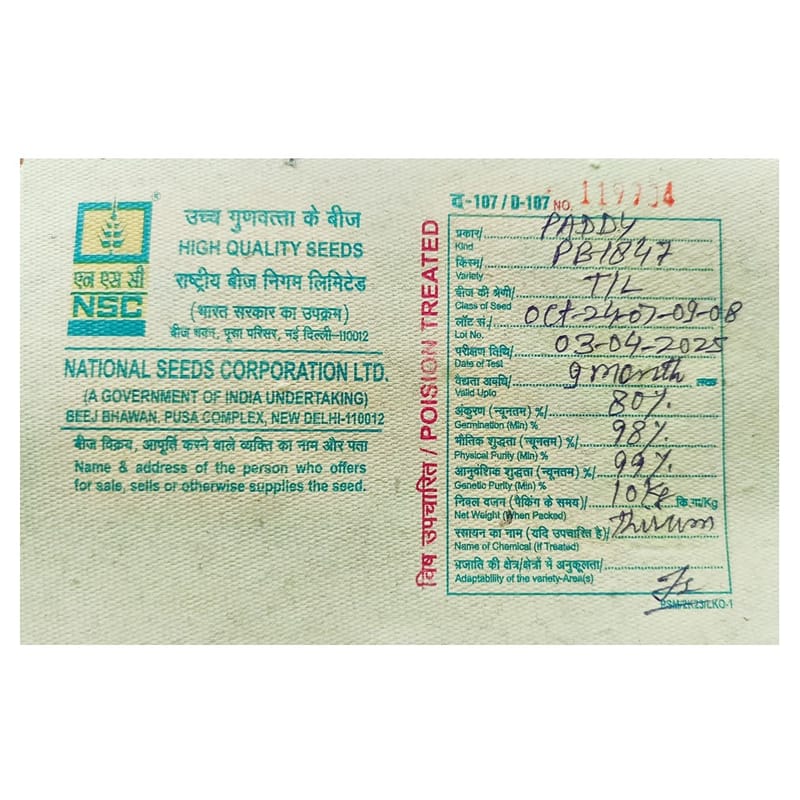 ®
एन एस सी
NSC
उच्च गुणवत्ता के बीज
HIGH QUALITY SEEDS
राष्ट्रीय बीज निगम लिमिटेड
(भारत सरकार का उपक्रम)
बीज भवन, पूसा परिसर, नई दिल्ली-110012
NATIONAL SEEDS CORPORATION LTD.
(A GOVERNMENT OF INDIA UNDERTAKING)
BEEJ BHAWAN, PUSA COMPLEX, NEW DELHI-110012
बीज विक्रय, आपूर्ति करने वाले व्यक्ति का नाम और पता
Name & address of the person who offers
for sale, sells or otherwise supplies the seed.
विष उपचारित / POISION TREATED
-107 / D-107 NO.
प्रकार/ PADDY
Kind
किस्म/ PB-1847
Variety
बीज की श्रेणी/ T/L
Class of Seed
लॉट सं./ Oct-24-07-09-08
Lot No.
परीक्षण तिथि/ 03-04-2025
Date of Test
वैधता अवधि/ 9 month तक
Valid Upto
अंकुरण (न्यूनतम) %/ 80%
Germination (Min) %
भौतिक शुद्धता (न्यूनतम) %/ 98%
Physical Purity (Min) %
आनुवंशिक शुद्धता (न्यूनतम) %/ 99%
Genetic Purity (Min) %
निवल वजन (पैकिंग के समय)/ 10 Kg कि.ग्रा/Kg
Net Weight (When Packed)
रसायन का नाम (यदि उपचारित है)/ Thirum
Name of Chemical (If Treated)
प्रजाति की क्षेत्र/क्षेत्रों में अनुकूलता/
Adaptability of the variety-Area(s)
PSM/2K23/LKO-1